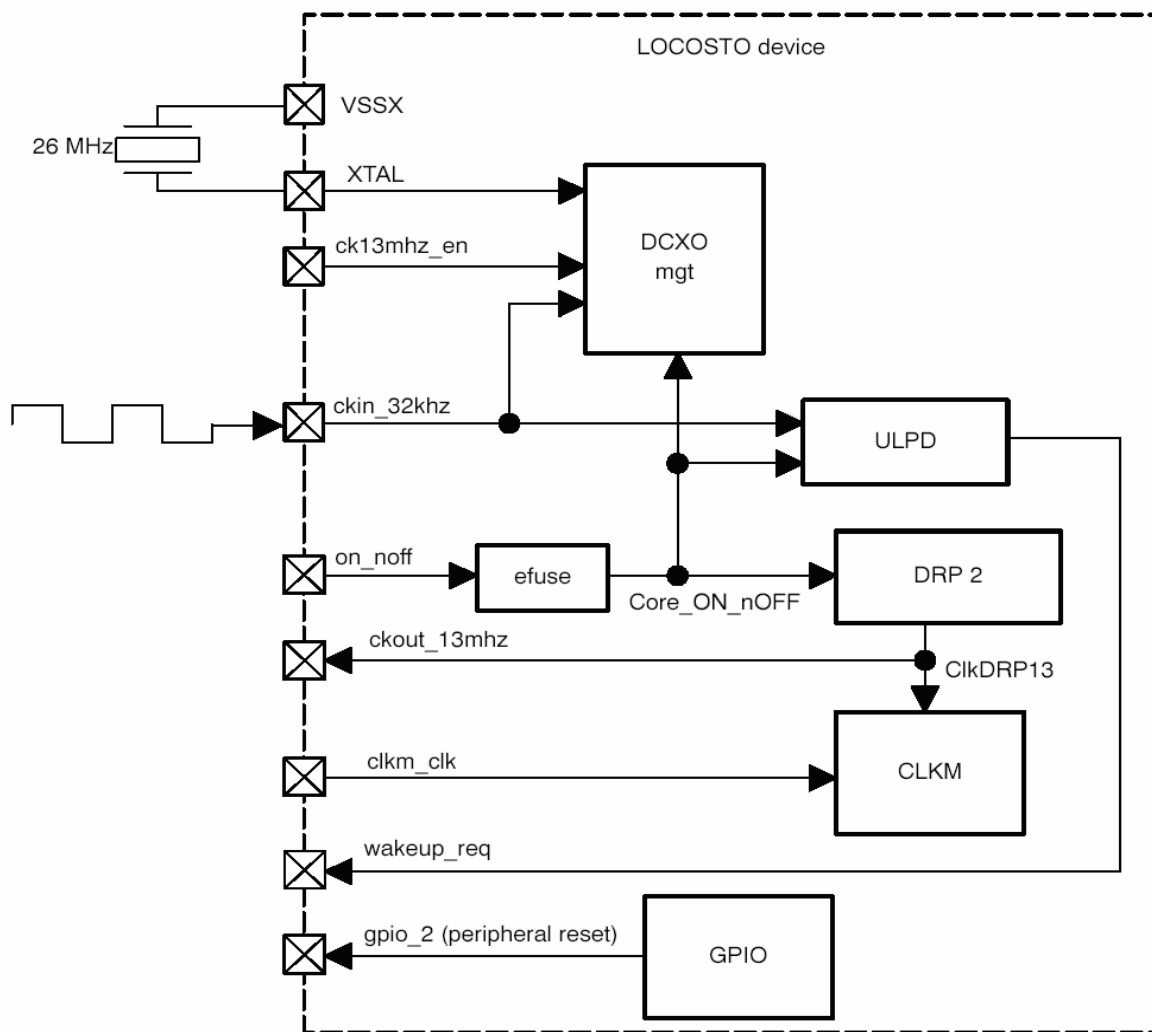 LOCOSTO device
VSSX
26 MHz
XTAL
DCXO
mgt
ck13mhz_en
ckin_32khz
ULPD
on_noff
efuse
DRP 2
Core_ON_nOFF
ckout_13mhz
ClkDRP13
clkm_clk
CLKM
wakeup_req
gpio_2 (peripheral reset)
GPIO